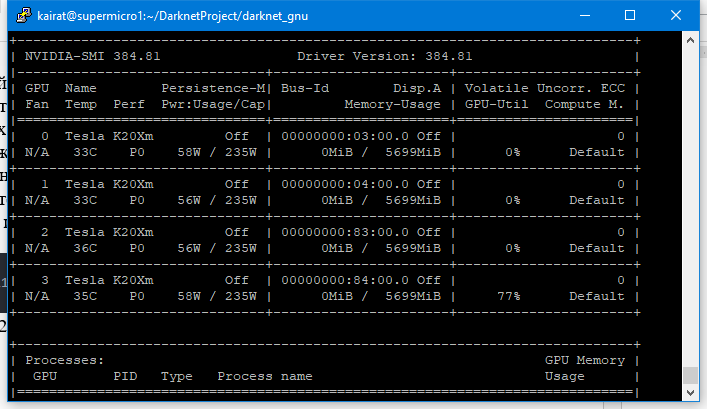 kairat@supermicro1:~/DarknetProject/darknet_gnu
+-----------------------------------------------------------------------------+
| NVIDIA-SMI 384.81                 Driver Version: 384.81                    |
|-------------------------------+----------------------+----------------------+
| GPU  Name        Persistence-M| Bus-Id        Disp.A | Volatile Uncorr. ECC |
| Fan  Temp  Perf  Pwr:Usage/Cap|         Memory-Usage | GPU-Util  Compute M. |
|===============================+======================+======================|
|   0  Tesla K20Xm         Off  | 00000000:03:00.0 Off |                    0 |
| N/A   33C    P0    58W / 235W |      0MiB /  5699MiB |      0%      Default |
+-------------------------------+----------------------+----------------------+
|   1  Tesla K20Xm         Off  | 00000000:04:00.0 Off |                    0 |
| N/A   33C    P0    56W / 235W |      0MiB /  5699MiB |      0%      Default |
+-------------------------------+----------------------+----------------------+
|   2  Tesla K20Xm         Off  | 00000000:83:00.0 Off |                    0 |
| N/A   36C    P0    56W / 235W |      0MiB /  5699MiB |      0%      Default |
+-------------------------------+----------------------+----------------------+
|   3  Tesla K20Xm         Off  | 00000000:84:00.0 Off |                    0 |
| N/A   35C    P0    58W / 235W |      0MiB /  5699MiB |     77%      Default |
+-------------------------------+----------------------+----------------------+

+-----------------------------------------------------------------------------+
| Processes:                                                       GPU Memory |
|  GPU       PID   Type   Process name                             Usage      |
|=============================================================================|